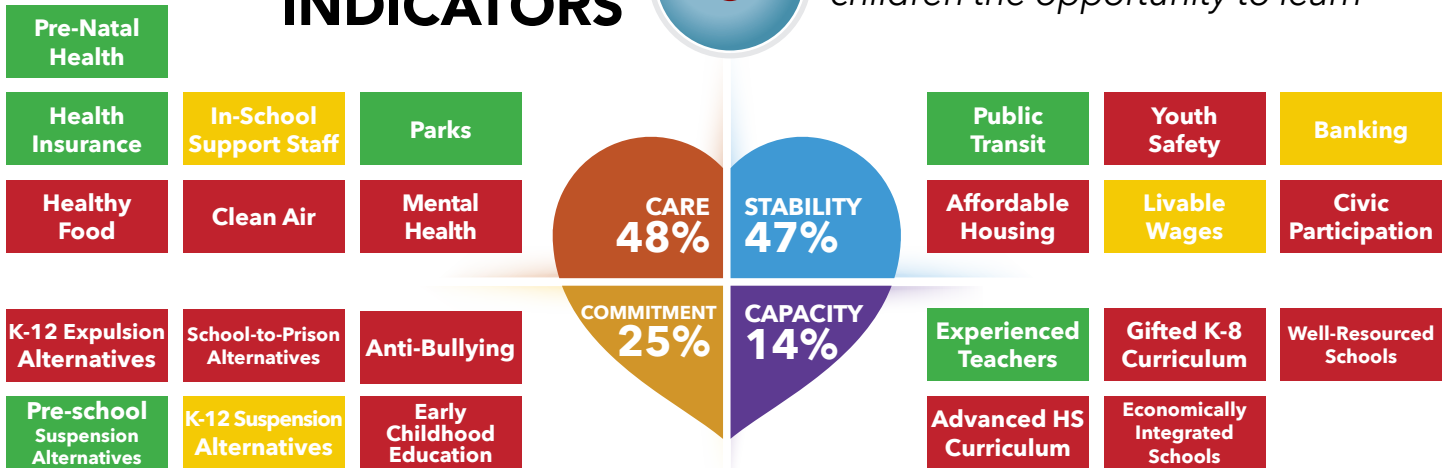 INDICATORS
children the opportunity to learn
Pre-Natal
Health
Health
Insurance
In-School
Support Staff
Parks
Healthy
Food
Clean Air
Mental
Health
CARE
48%
STABILITY
47%
Public
Transit
Youth
Safety
Banking
Affordable
Housing
Livable
Wages
Civic
Participation
K-12 Expulsion
Alternatives
School-to-Prison
Alternatives
Anti-Bullying
Pre-school
Suspension
Alternatives
K-12 Suspension
Alternatives
Early
Childhood
Education
COMMITMENT
25%
CAPACITY
14%
Experienced
Teachers
Gifted K-8
Curriculum
Well-Resourced
Schools
Advanced HS
Curriculum
Economically
Integrated
Schools